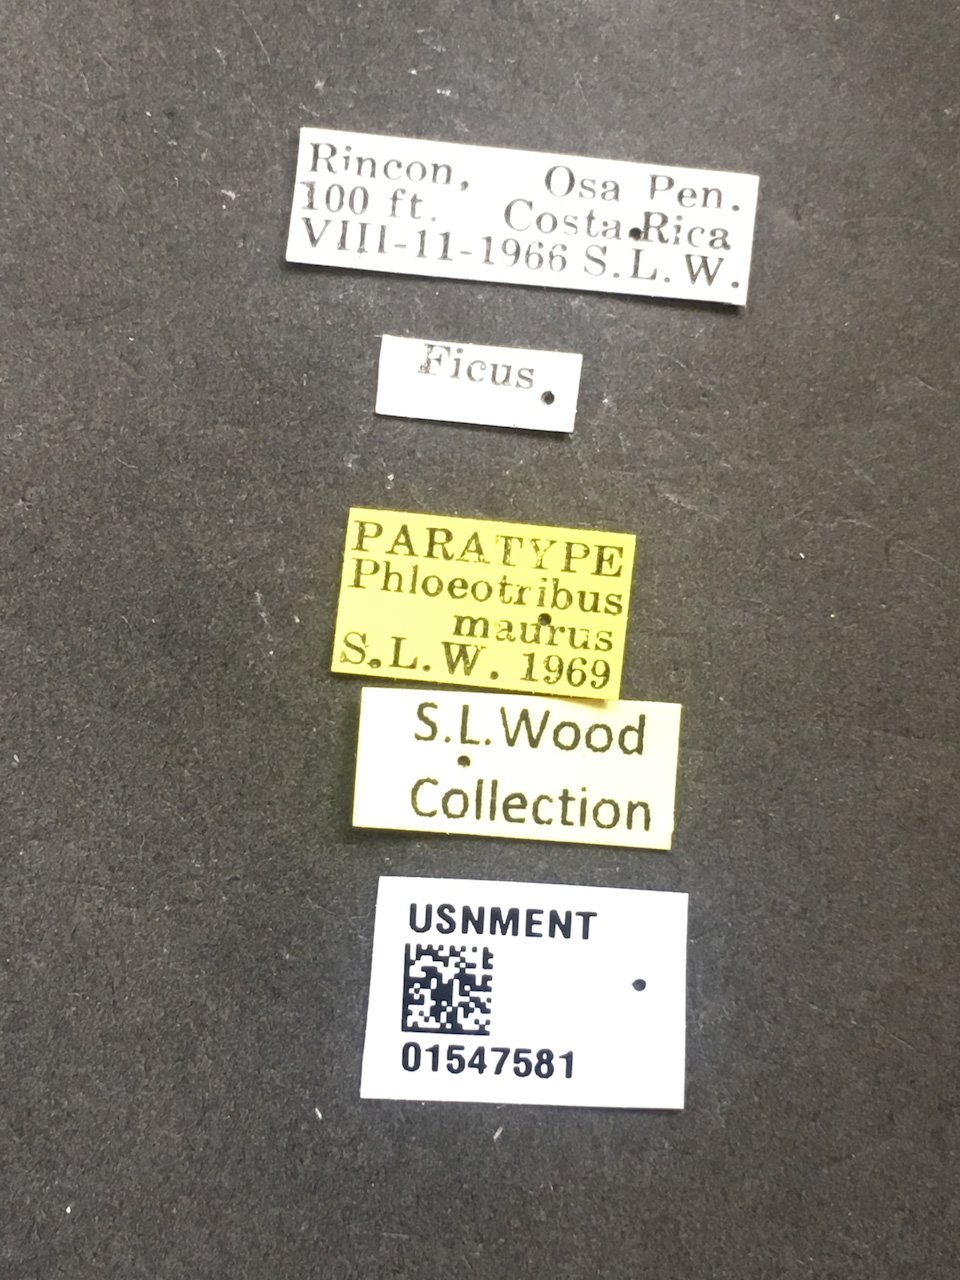 Rincon, Osa Pen.
100 ft. Costa Rica
VIII-11-1966 S.L.W.
Ficus
PARATYPE
Phloeotribus
maurus
S.L.W. 1969
S.L.Wood
Collection
USNMENT
01547581